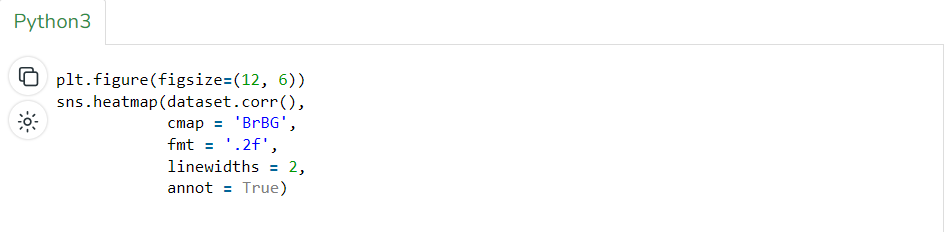 Python3
plt.figure(figsize=(12, 6))
sns.heatmap(dataset.corr(),
            cmap = 'BrBG',
            fmt = '.2f',
            linewidths = 2,
            annot = True)